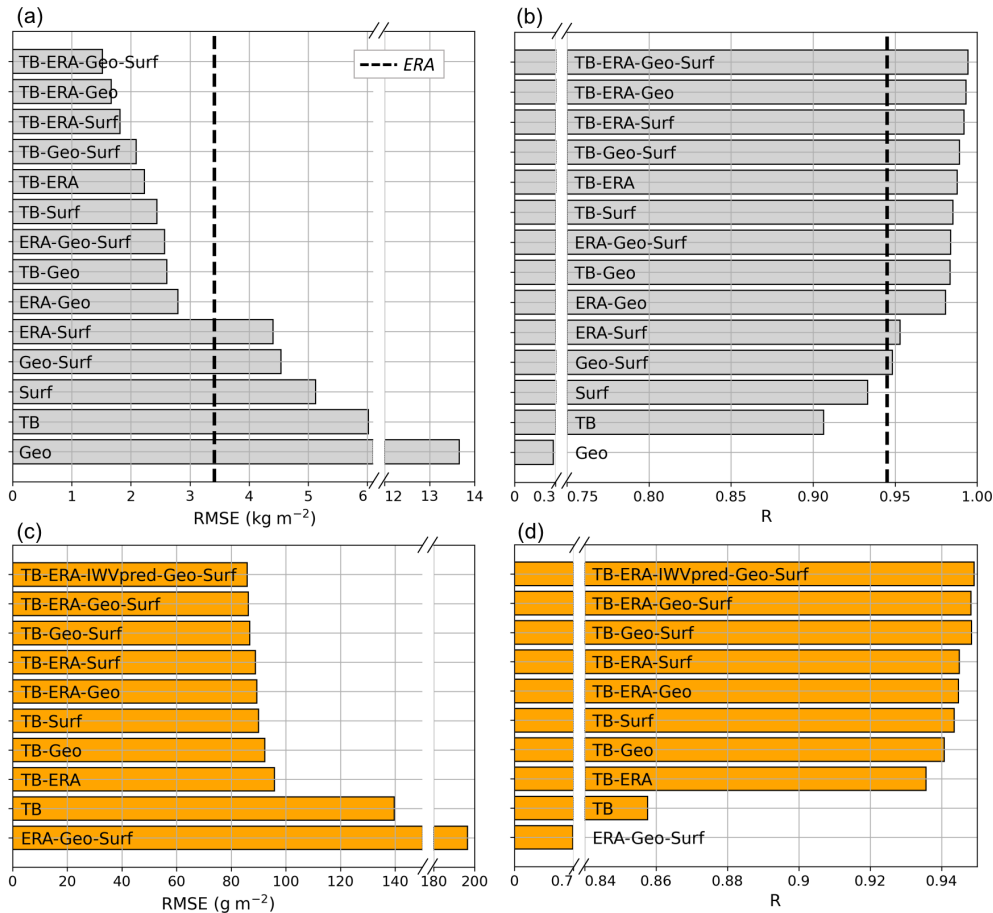 (a)
TB-ERA-Geo-Surf
TB-ERA-Geo
TB-ERA-Surf
TB-Geo-Surf
TB-ERA
TB-Surf
ERA-Geo-Surf
TB-Geo
ERA-Geo
ERA-Surf
Geo-Surf
Surf
TB
Geo
ERA
0 1 2 3 4 5 6 12 13 14
RMSE (kg m⁻²)
(b)
TB-ERA-Geo-Surf
TB-ERA-Geo
TB-ERA-Surf
TB-Geo-Surf
TB-ERA
TB-Surf
ERA-Geo-Surf
TB-Geo
ERA-Geo
ERA-Surf
Geo-Surf
Surf
TB
Geo
0 0.3 0.75 0.80 0.85 0.90 0.95 1.00
R
(c)
TB-ERA-IWVpred-Geo-Surf
TB-ERA-Geo-Surf
TB-Geo-Surf
TB-ERA-Surf
TB-ERA-Geo
TB-Surf
TB-Geo
TB-ERA
TB
ERA-Geo-Surf
0 20 40 60 80 100 120 140 180 200
RMSE (g m⁻²)
(d)
TB-ERA-IWVpred-Geo-Surf
TB-ERA-Geo-Surf
TB-Geo-Surf
TB-ERA-Surf
TB-ERA-Geo
TB-Surf
TB-Geo
TB-ERA
TB
ERA-Geo-Surf
0 0.7 0.84 0.86 0.88 0.9 0.92 0.94
R